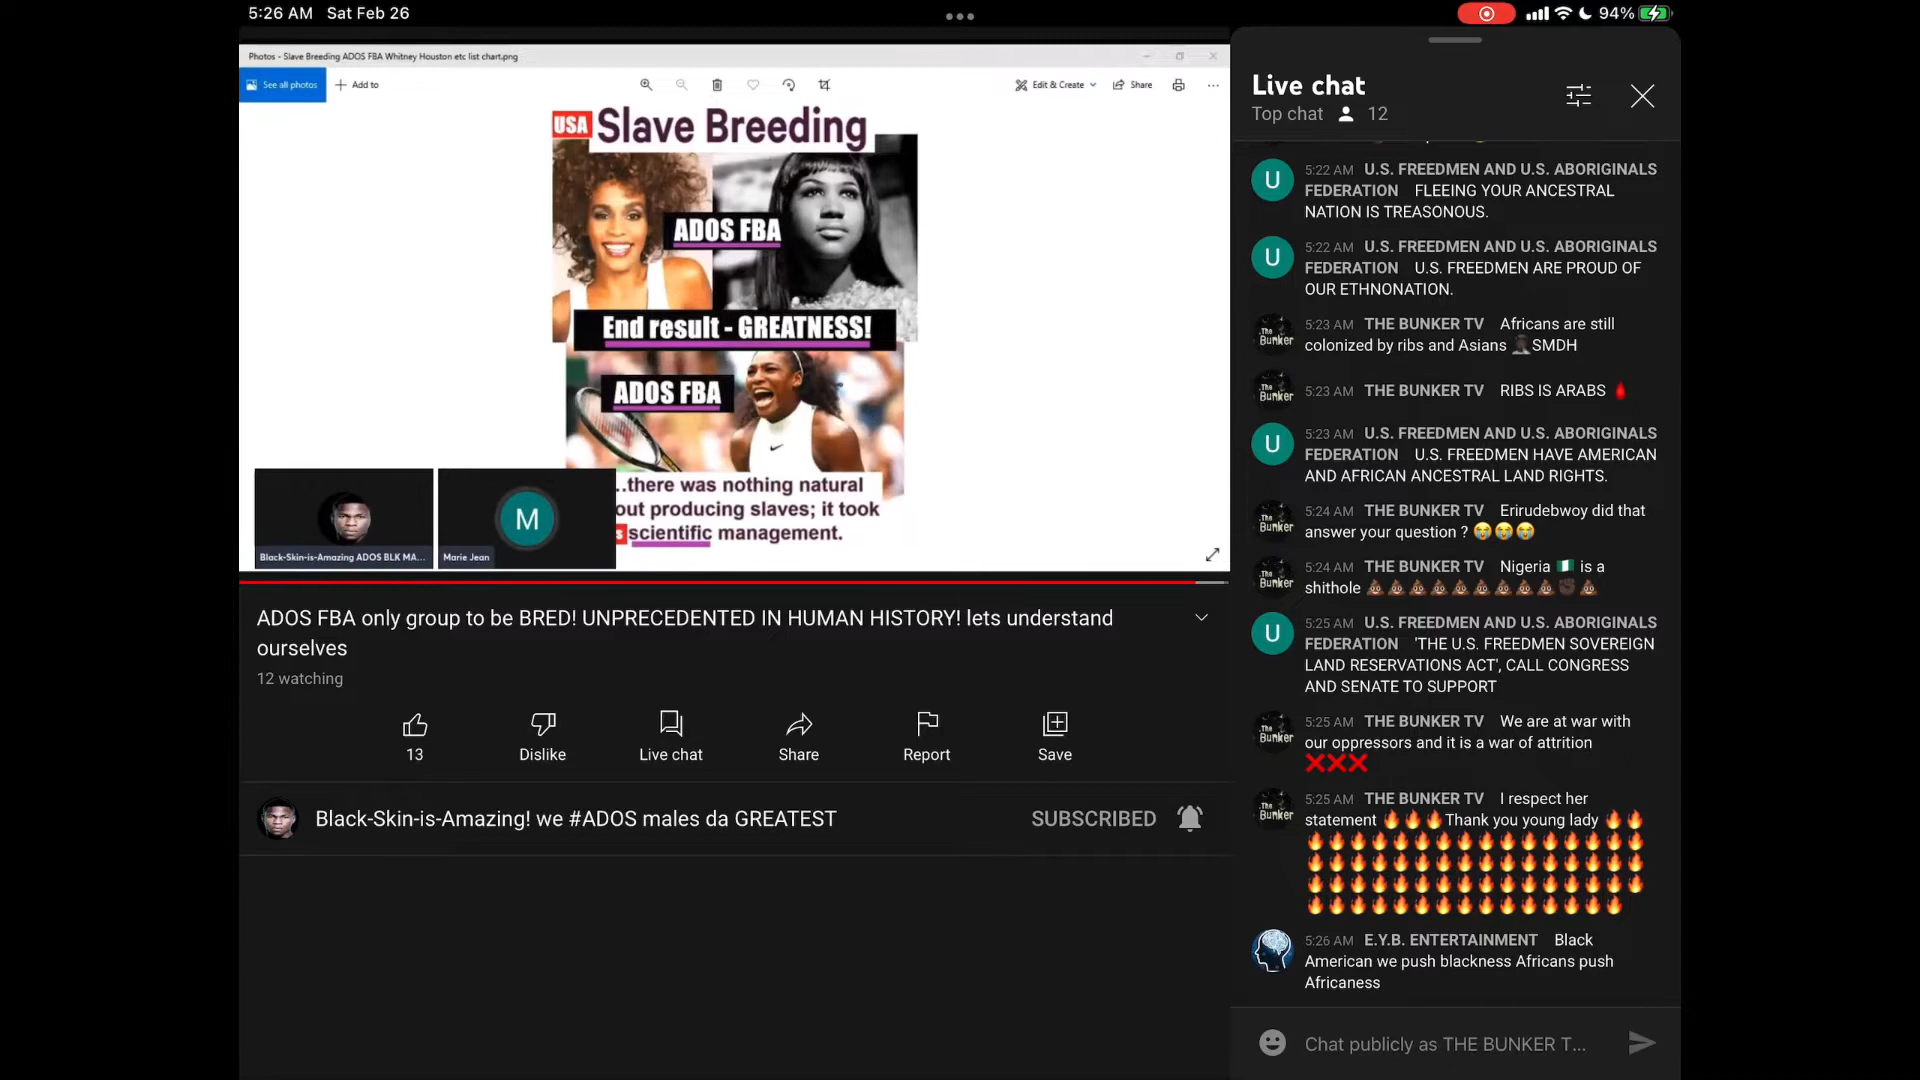 5:26 AM Sat Feb 26
94%
Photos - Slave Breeding ADOS FBA Whitney Houston etc list chart.png
See all photos
Add to
Edit & Create
Share
USA Slave Breeding
ADOS FBA
End result - GREATNESS!
ADOS FBA
..there was nothing natural
out producing slaves; it took
s scientific management.
Black-Skin-is-Amazing ADOS BLK MA...
M
Marie Jean
ADOS FBA only group to be BRED! UNPRECEDENTED IN HUMAN HISTORY! lets understand
ourselves
12 watching
13
Dislike
Live chat
Share
Report
Save
Black-Skin-is-Amazing! we #ADOS males da GREATEST
SUBSCRIBED
Live chat
Top chat 12
U
5:22 AM U.S. FREEDMEN AND U.S. ABORIGINALS
FEDERATION FLEEING YOUR ANCESTRAL
NATION IS TREASONOUS.
U
5:22 AM U.S. FREEDMEN AND U.S. ABORIGINALS
FEDERATION U.S. FREEDMEN ARE PROUD OF
OUR ETHNONATION.
The Bunker
5:23 AM THE BUNKER TV Africans are still
colonized by ribs and Asians 🤦🏿SMDH
The Bunker
5:23 AM THE BUNKER TV RIBS IS ARABS 🩸
U
5:23 AM U.S. FREEDMEN AND U.S. ABORIGINALS
FEDERATION U.S. FREEDMEN HAVE AMERICAN
AND AFRICAN ANCESTRAL LAND RIGHTS.
The Bunker
5:24 AM THE BUNKER TV Erirudebwoy did that
answer your question ? 😭😭😭
The Bunker
5:24 AM THE BUNKER TV Nigeria 🇳🇬 is a
shithole 💩💩💩💩💩💩💩💩💩✊🏿💩
U
5:25 AM U.S. FREEDMEN AND U.S. ABORIGINALS
FEDERATION 'THE U.S. FREEDMEN SOVEREIGN
LAND RESERVATIONS ACT', CALL CONGRESS
AND SENATE TO SUPPORT
The Bunker
5:25 AM THE BUNKER TV We are at war with
our oppressors and it is a war of attrition
❌❌❌
The Bunker
5:25 AM THE BUNKER TV I respect her
statement 🔥🔥🔥Thank you young lady 🔥🔥
🔥🔥🔥🔥🔥🔥🔥🔥🔥🔥🔥🔥🔥🔥🔥🔥
🔥🔥🔥🔥🔥🔥🔥🔥🔥🔥🔥🔥🔥🔥🔥🔥
🔥🔥🔥🔥🔥🔥🔥🔥🔥🔥🔥🔥🔥🔥🔥🔥
🔥🔥🔥🔥🔥🔥🔥🔥🔥🔥🔥🔥🔥🔥🔥
5:26 AM E.Y.B. ENTERTAINMENT Black
American we push blackness Africans push
Africaness
Chat publicly as THE BUNKER T...